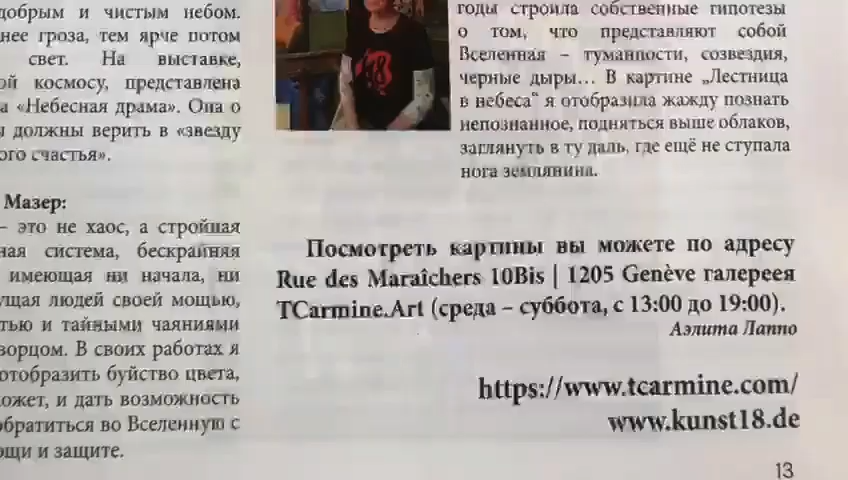 добрым и чистым небом.
нее гроза, тем ярче потом
свет. На выставке,
ой космосу, представлена
а «Небесная драма». Она о
должны верить в «звезду
ого счастья».
Мазер:
– это не хаос, а стройная
ная система, бескрайняя
имеющая ни начала, ни
ущая людей своей мощью,
тью и тайными чаяниями
ворцом. В своих работах я
отобразить буйство цвета,
ожет, и дать возможность
обратиться во Вселенную с
ощи и защите.
18
годы строила собственные гипотезы
о том, что представляют собой
Вселенная – туманности, созвездия,
черные дыры... В картине „Лестница
в небеса“ я отобразила жажду познать
непознанное, подняться выше облаков,
заглянуть в ту даль, где ещё не ступала
нога землянина.
Посмотреть картины вы можете по адресу
Rue des Maraîchers 10Bis | 1205 Genève галереея
TCarmine.Art (среда – суббота, с 13:00 до 19:00).
Аэлита Лаппо
https://www.tcarmine.com/
www.kunst18.de
13